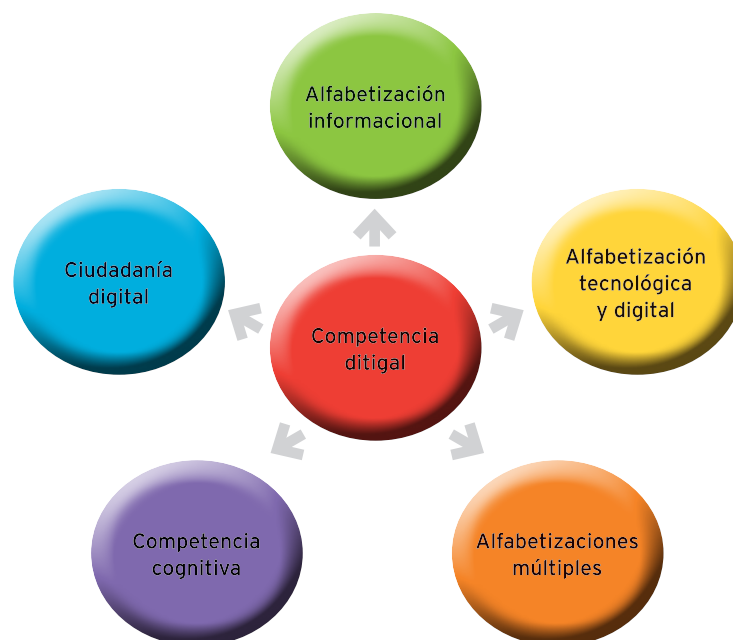 Alfabetización
informacional
Ciudadanía
digital
Alfabetización
tecnológica
y digital
Competencia
ditigal
Competencia
cognitiva
Alfabetizaciones
múltiples